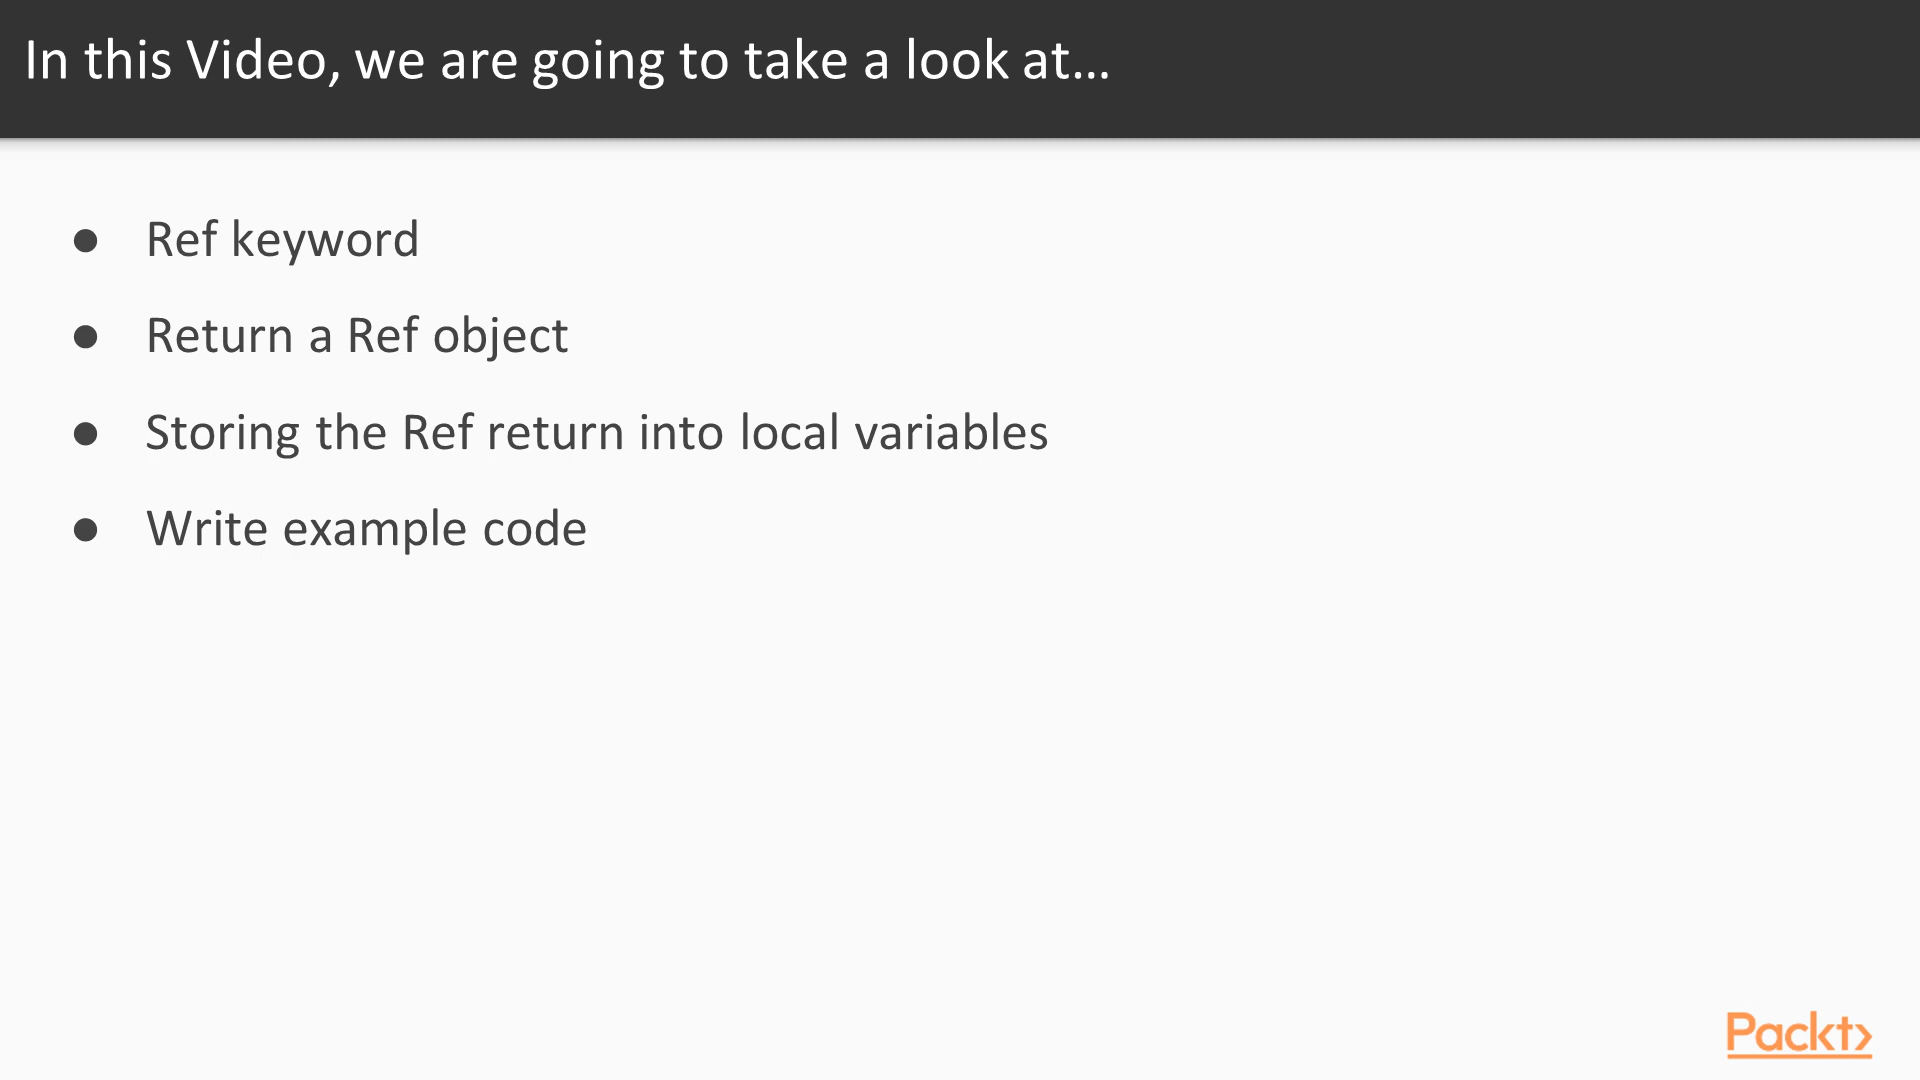 In this Video, we are going to take a look at...
● Ref keyword
● Return a Ref object
● Storing the Ref return into local variables
● Write example code
Packt>